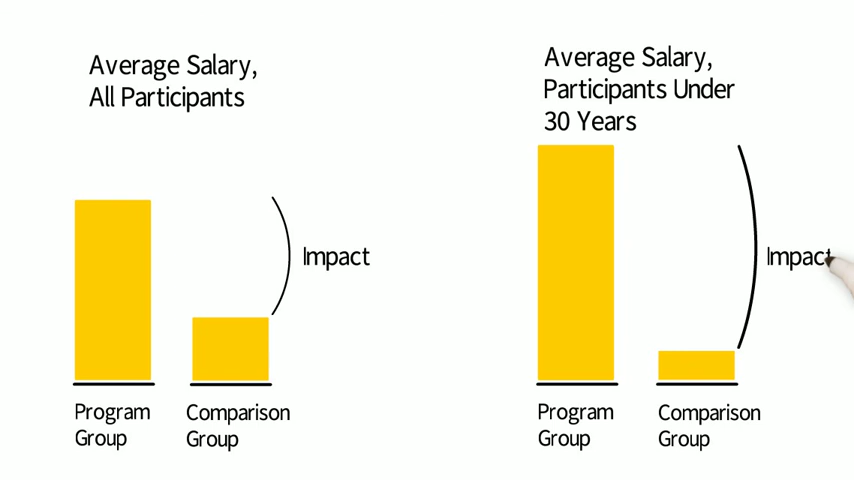 Average Salary,
All Participants
Impact
Program
Group
Comparison
Group
Average Salary,
Participants Under
30 Years
Impact
Program
Group
Comparison
Group